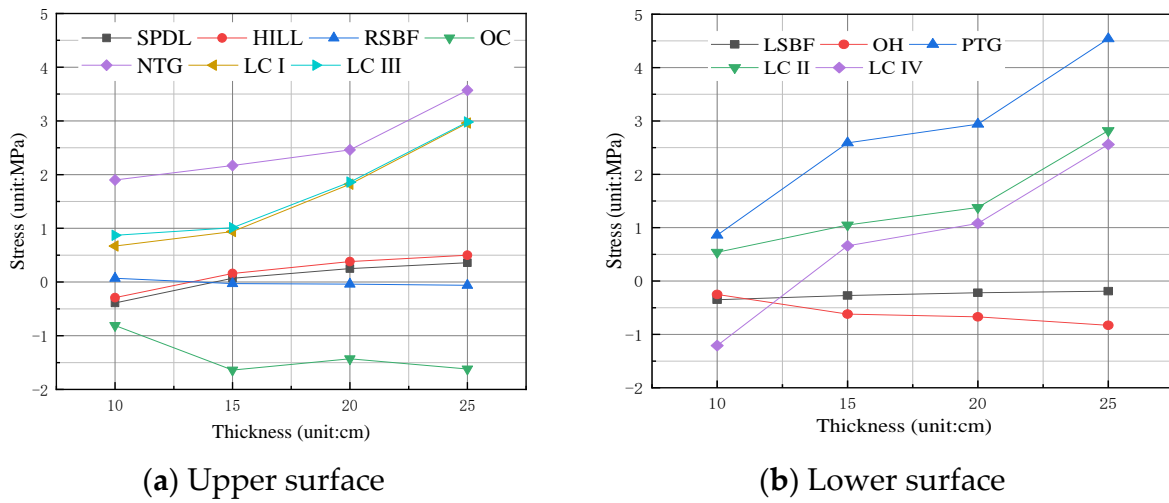 SPDL HILL RSBF OC
NTG LC I LC III
5
4
3
2
1
0
−1
−2
Stress (unit:MPa)
10 15 20 25
Thickness (unit:cm)
(a) Upper surface
LSBF OH PTG
LC II LC IV
5
4
3
2
1
0
−1
−2
Stress (unit:MPa)
10 15 20 25
Thickness (unit:cm)
(b) Lower surface